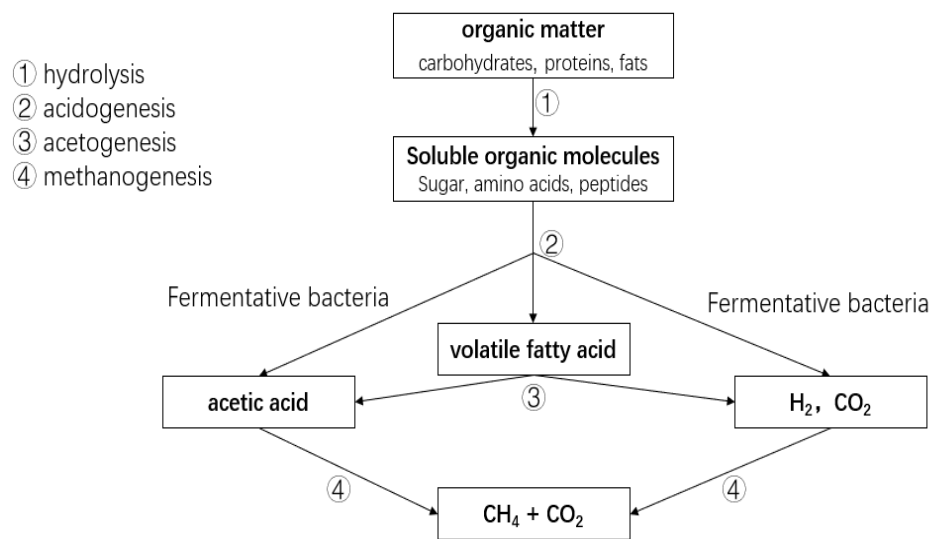 organic matter
carbohydrates, proteins, fats
① hydrolysis
② acidogenesis
③ acetogenesis
④ methanogenesis
①
Soluble organic molecules
Sugar, amino acids, peptides
②
Fermentative bacteria
Fermentative bacteria
volatile fatty acid
acetic acid
③
H₂, CO₂
④
④
CH₄ + CO₂